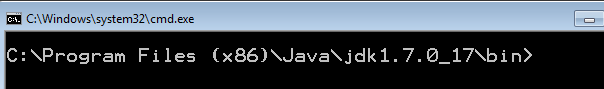 C:\Windows\system32\cmd.exe
C:\Program Files (x86)\Java\jdk1.7.0_17\bin>